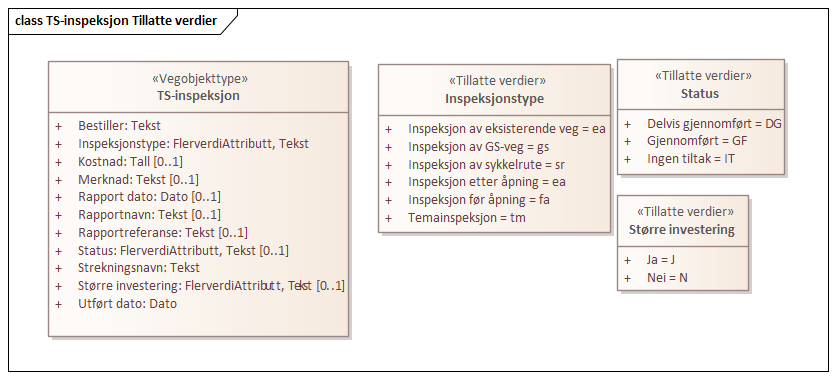 class TS-inspeksjon Tillatte verdier
«Vegobjekttype»
TS-inspeksjon
+ Bestiller: Tekst
+ Inspeksjonstype: FlerverdiAttributt, Tekst
+ Kostnad: Tall [0..1]
+ Merknad: Tekst [0..1]
+ Rapport dato: Dato [0..1]
+ Rapportnavn: Tekst [0..1]
+ Rapportreferanse: Tekst [0..1]
+ Status: FlerverdiAttributt, Tekst [0..1]
+ Strekningsnavn: Tekst
+ Større investering: FlerverdiAttributt, Tekst [0..1]
+ Utført dato: Dato
«Tillatte verdier»
Inspeksjonstype
+ Inspeksjon av eksisterende veg = ea
+ Inspeksjon av GS-veg = gs
+ Inspeksjon av sykkelrute = sr
+ Inspeksjon etter åpning = ea
+ Inspeksjon før åpning = fa
+ Temainspeksjon = tm
«Tillatte verdier»
Status
+ Delvis gjennomført = DG
+ Gjennomført = GF
+ Ingen tiltak = IT
«Tillatte verdier»
Større investering
+ Ja = J
+ Nei = N